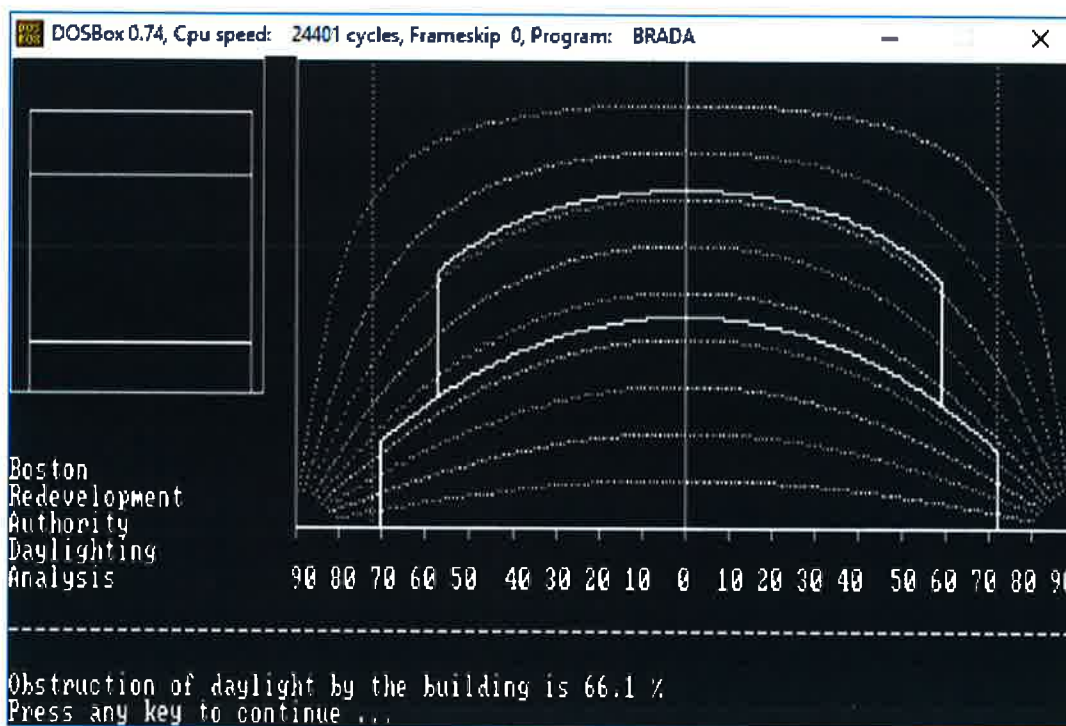 DOS BOX DOSBox 0.74, Cpu speed: 24401 cycles, Frameskip 0, Program: BRADA
Boston
Redevelopment
Authority
Daylighting
Analysis
90 80 70 60 50 40 30 20 10 0 10 20 30 40 50 60 70 80 90
Obstruction of daylight by the building is 66.1 %
Press any key to continue ...